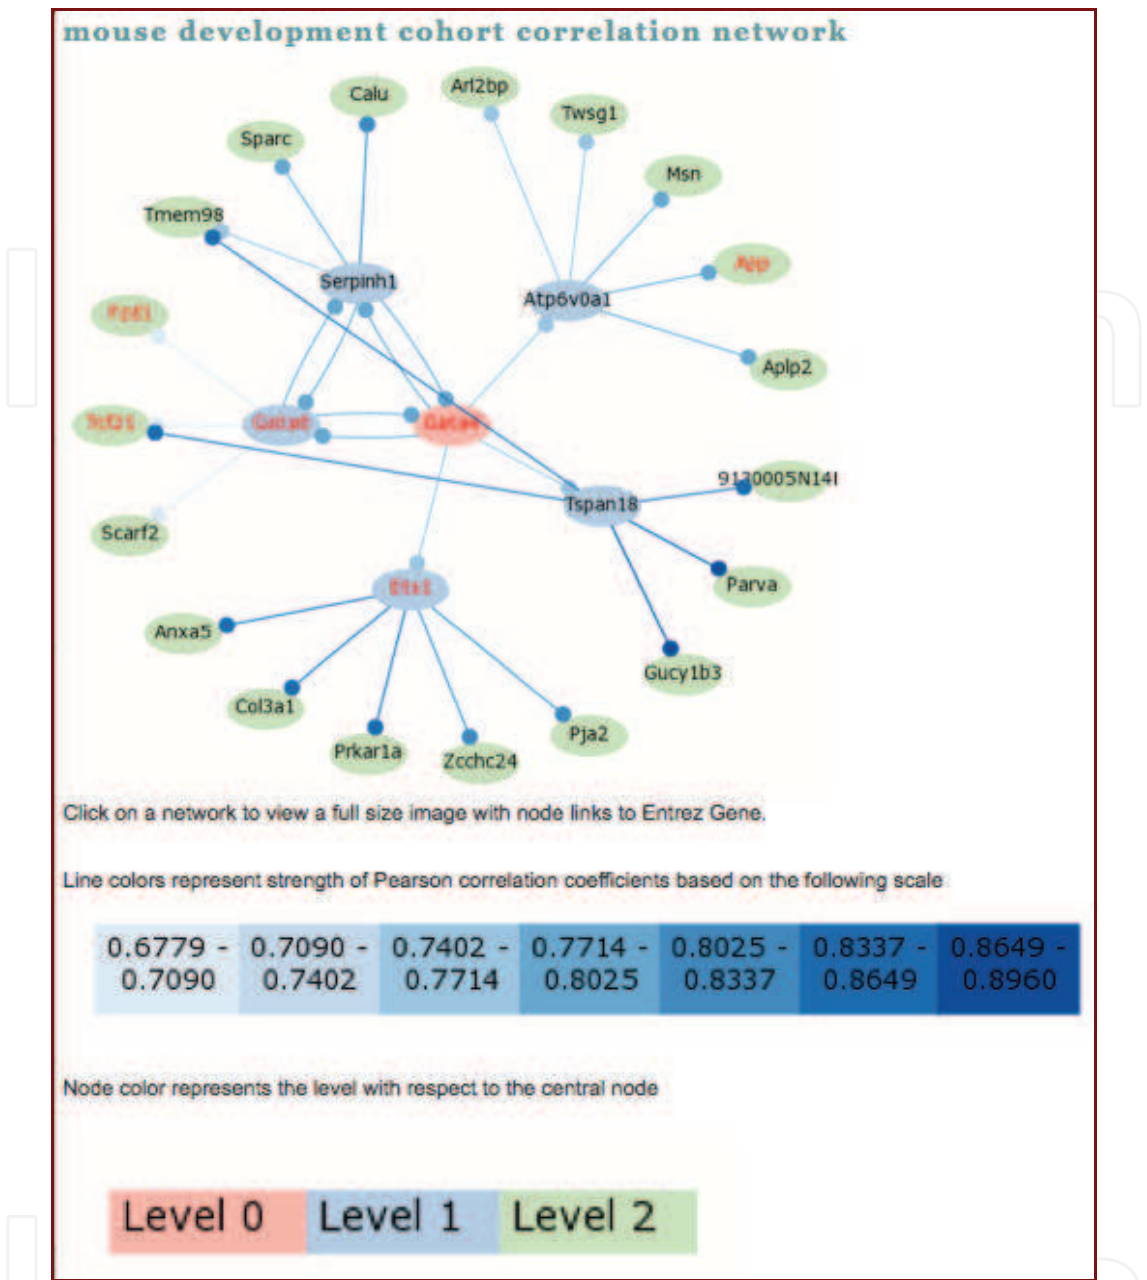 mouse development cohort correlation network
Arl2bp
Calu
Twsg1
Sparc
Msn
Tmem98
App
Serpinh1
Atp6v0a1
Aplp2
9130005N14I
Tspan18
Scarf2
Parva
Anxa5
Gucy1b3
Col3a1
Pja2
Prkar1a
Zcchc24
Click on a network to view a full size image with node links to Entrez Gene.
Line colors represent strength of Pearson correlation coefficients based on the following scale
0.6779 - 0.7090 - 0.7402 - 0.7714 - 0.8025 - 0.8337 - 0.8649 -
0.7090 0.7402 0.7714 0.8025 0.8337 0.8649 0.8960
Node color represents the level with respect to the central node
Level 0 Level 1 Level 2